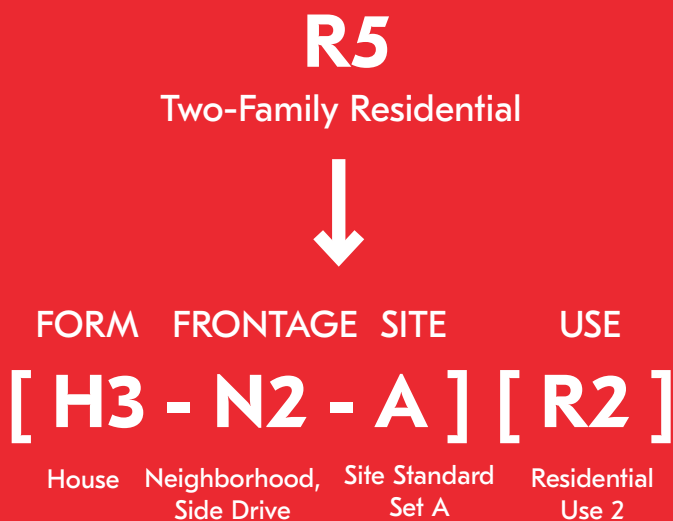 R5
Two-Family Residential
FORM FRONTAGE SITE USE
[ H3 - N2 - A ] [ R2 ]
House Neighborhood, Site Standard Residential
Side Drive Set A Use 2